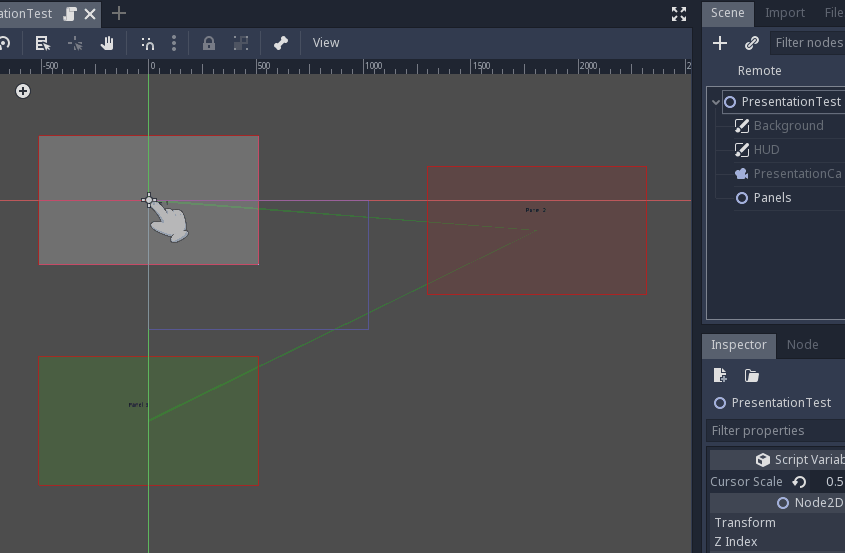 ationTest
Scene Import File
View
Filter nodes
Remote
-500 0 500 1000 1500 2000 2
PresentationTest
Background
HUD
PresentationCa
Panels
Panel 2
Panel 3
Inspector Node
PresentationTest
Filter properties
Script Variab
Cursor Scale 0.5
Node2D
Transform
Z Index